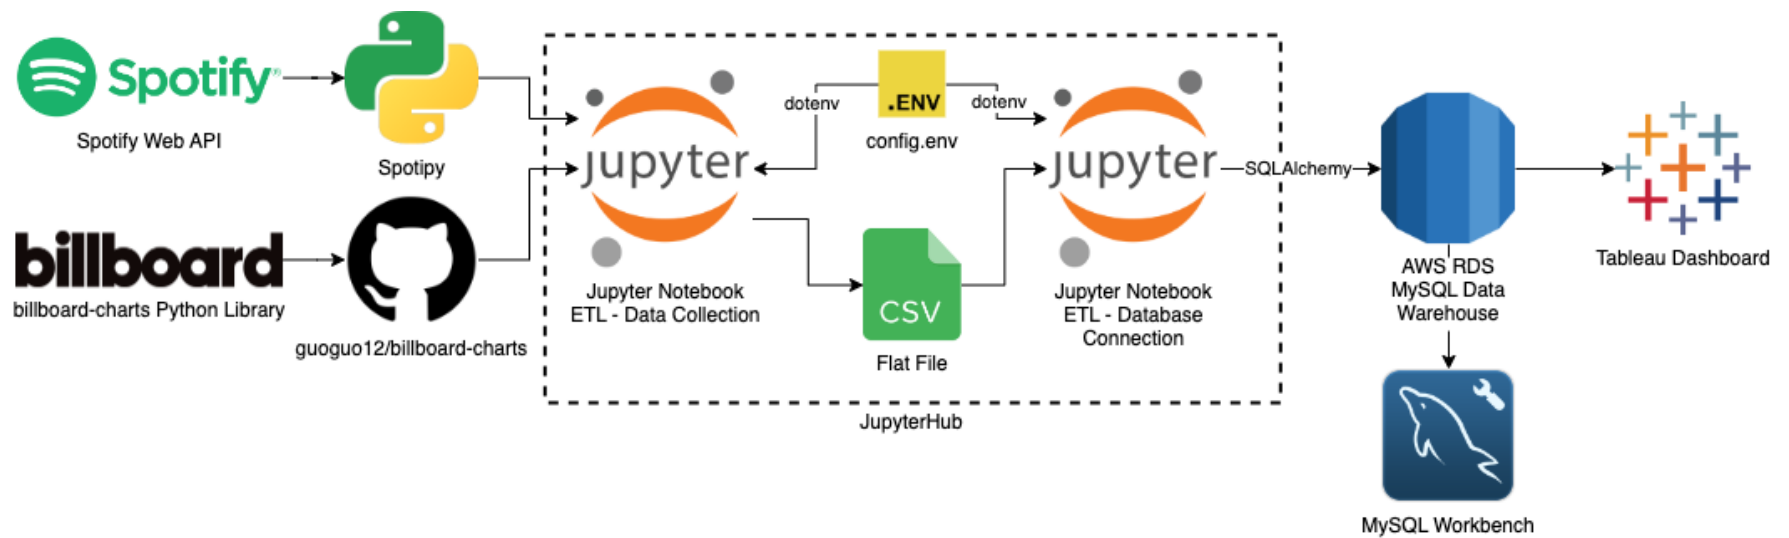 Spotify
Spotify Web API
Spotipy
billboard
billboard-charts Python Library
guoguo12/billboard-charts
jupyter
Jupyter Notebook
ETL - Data Collection
dotenv
.ENV
config.env
dotenv
CSV
Flat File
jupyter
Jupyter Notebook
ETL - Database
Connection
JupyterHub
SQLAlchemy
AWS RDS
MySQL Data
Warehouse
MySQL Workbench
Tableau Dashboard